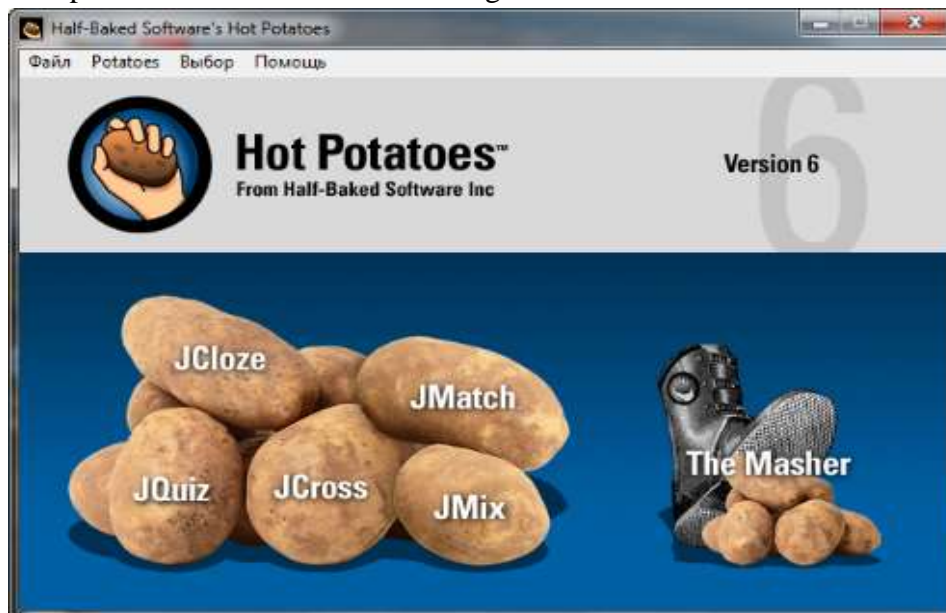 Half-Baked Software's Hot Potatoes
Файл Potatoes Выбор Помощь
Hot Potatoes™
From Half-Baked Software Inc
6
Version 6
JCloze
JMatch
JQuiz
JCross
JMix
The Masher